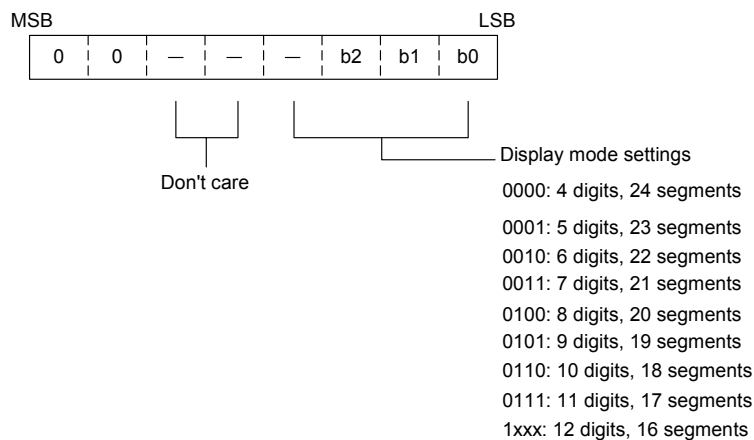 MSB LSB
0 0 — — — b2 b1 b0
Display mode settings
Don't care
0000: 4 digits, 24 segments
0001: 5 digits, 23 segments
0010: 6 digits, 22 segments
0011: 7 digits, 21 segments
0100: 8 digits, 20 segments
0101: 9 digits, 19 segments
0110: 10 digits, 18 segments
0111: 11 digits, 17 segments
1xxx: 12 digits, 16 segments